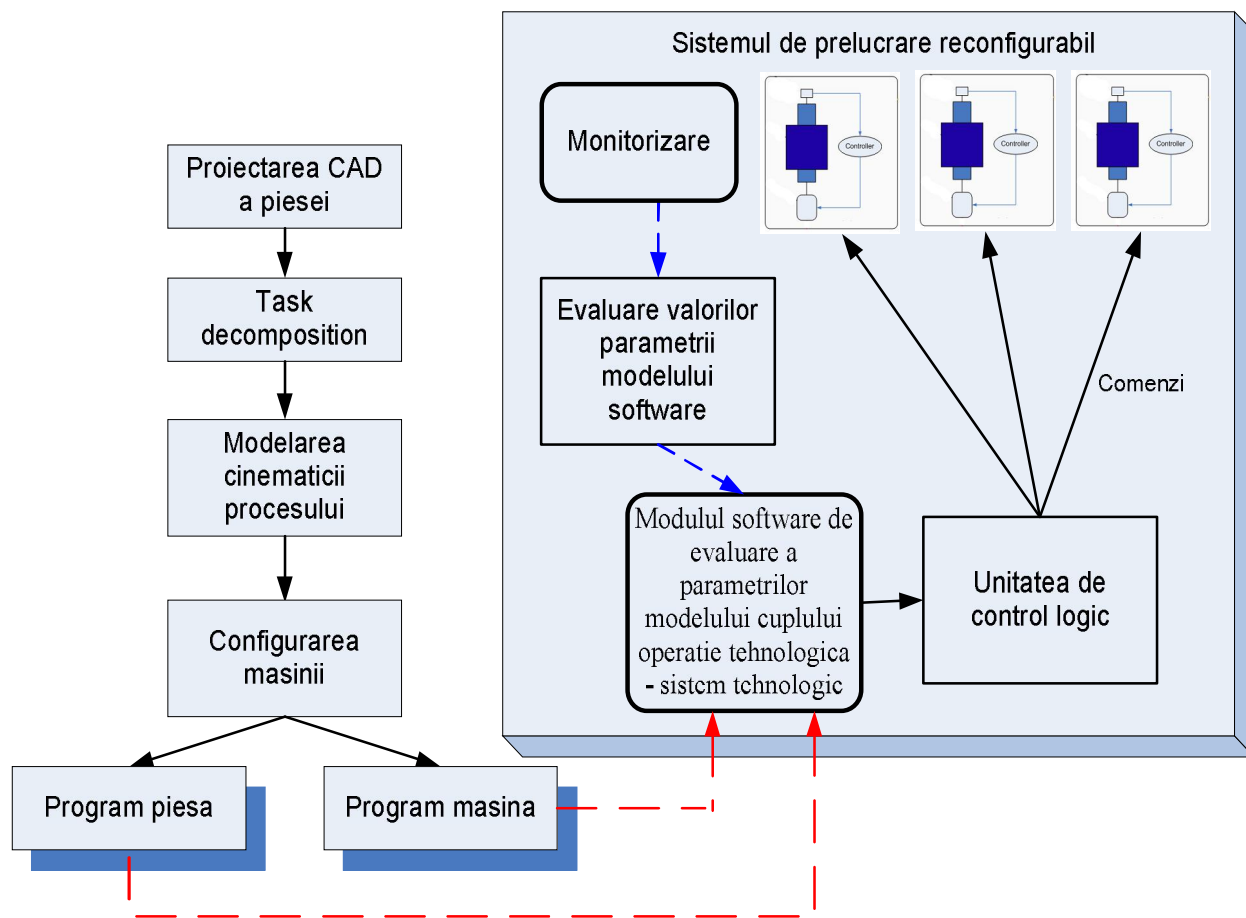 Sistemul de prelucrare reconfigurabil
Controller
Controller
Controller
Monitorizare
Proiectarea CAD
a piesei
Task
decomposition
Evaluare valorilor
parametrii
modelului
software
Comenzi
Modelarea
cinematicii
procesului
Modulul software de
evaluare a
parametrilor
modelului cuplului
operatie tehnologica
- sistem tehnologic
Unitatea de
control logic
Configurarea
masinii
Program piesa
Program masina